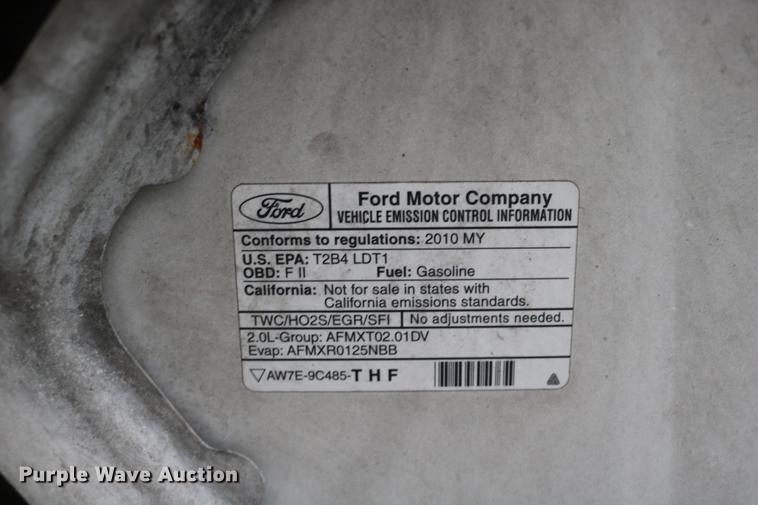 Ford
Ford Motor Company
VEHICLE EMISSION CONTROL INFORMATION
Conforms to regulations: 2010 MY
U.S. EPA: T2B4 LDT1
OBD: F II Fuel: Gasoline
California: Not for sale in states with
California emissions standards.
TWC/HO2S/EGR/SFI No adjustments needed.
2.0L-Group: AFMXT02.01DV
Evap: AFMXR0125NBB
AW7E-9C485-T H F
Purple Wave Auction